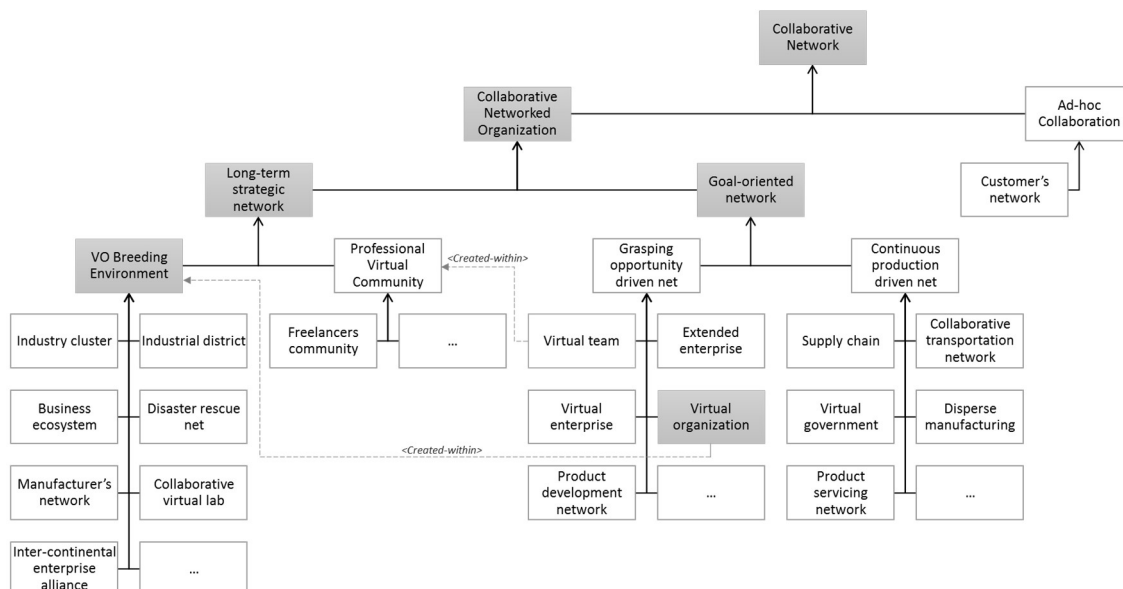 Collaborative
Network
Collaborative
Networked
Organization
Ad-hoc
Collaboration
Long-term
strategic
network
Goal-oriented
network
Customer’s
network
VO Breeding
Environment
Professional
Virtual
Community
<Created-within>
Grasping
opportunity
driven net
Continuous
production
driven net
Industry cluster
Industrial district
Freelancers
community
...
Virtual team
Extended
enterprise
Supply chain
Collaborative
transportation
network
Business
ecosystem
Disaster rescue
net
Virtual
enterprise
Virtual
organization
Virtual
government
Disperse
manufacturing
<Created-within>
Manufacturer’s
network
Collaborative
virtual lab
Product
development
network
...
Product
servicing
network
...
Inter-continental
enterprise
alliance
...